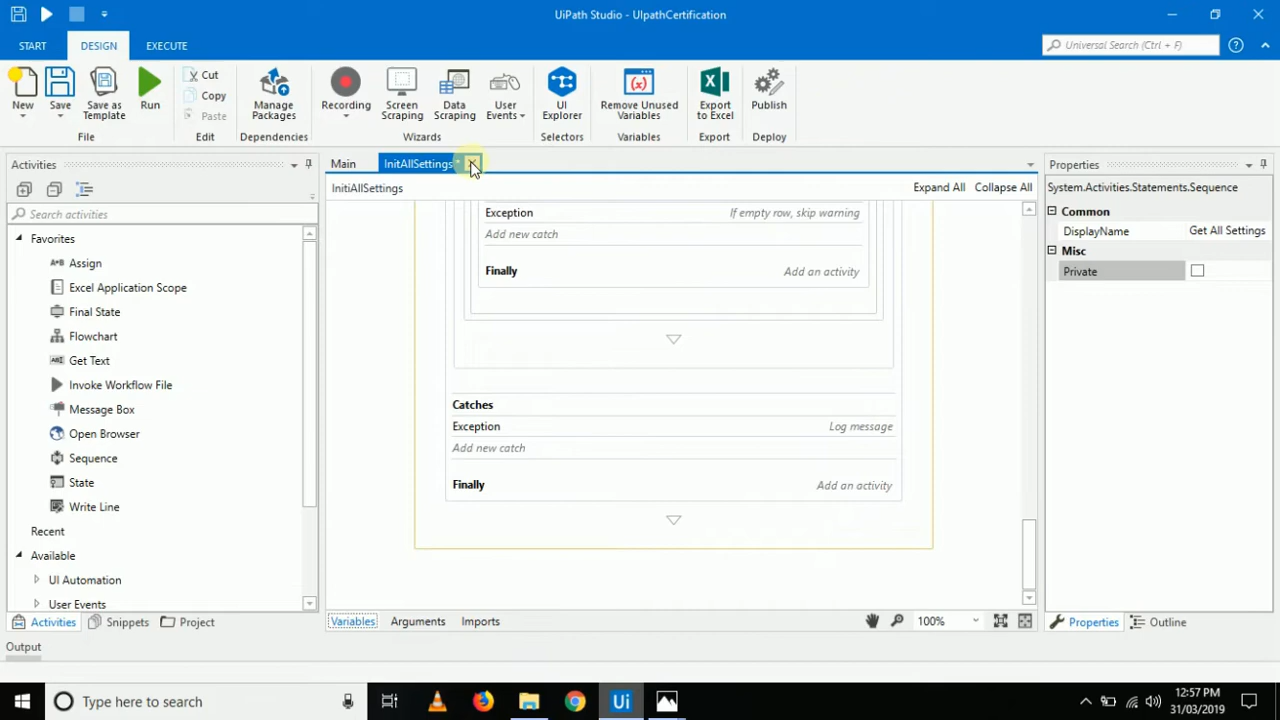 UiPath Studio - UIpathCertification
START DESIGN EXECUTE
Universal Search (Ctrl + F)
New Save Save as Template Run
Cut
Copy
Paste
Manage Packages
Recording
Screen Scraping
Data Scraping
User Events
UI Explorer
Remove Unused Variables
Export to Excel
Publish
File Edit Dependencies Wizards Selectors Variables Export Deploy
Activities
Search activities
Favorites
Assign
Excel Application Scope
Final State
Flowchart
Get Text
Invoke Workflow File
Message Box
Open Browser
Sequence
State
Write Line
Recent
Available
UI Automation
User Events
Activities Snippets Project
Main InitAllSettings *
InitiAllSettings Expand All Collapse All
Exception If empty row, skip warning
Add new catch
Finally Add an activity
Catches
Exception Log message
Add new catch
Finally Add an activity
Variables Arguments Imports 100%
Properties
System.Activities.Statements.Sequence
Common
DisplayName Get All Settings
Misc
Private
Properties Outline
Output
Type here to search
Ui
12:57 PM
31/03/2019